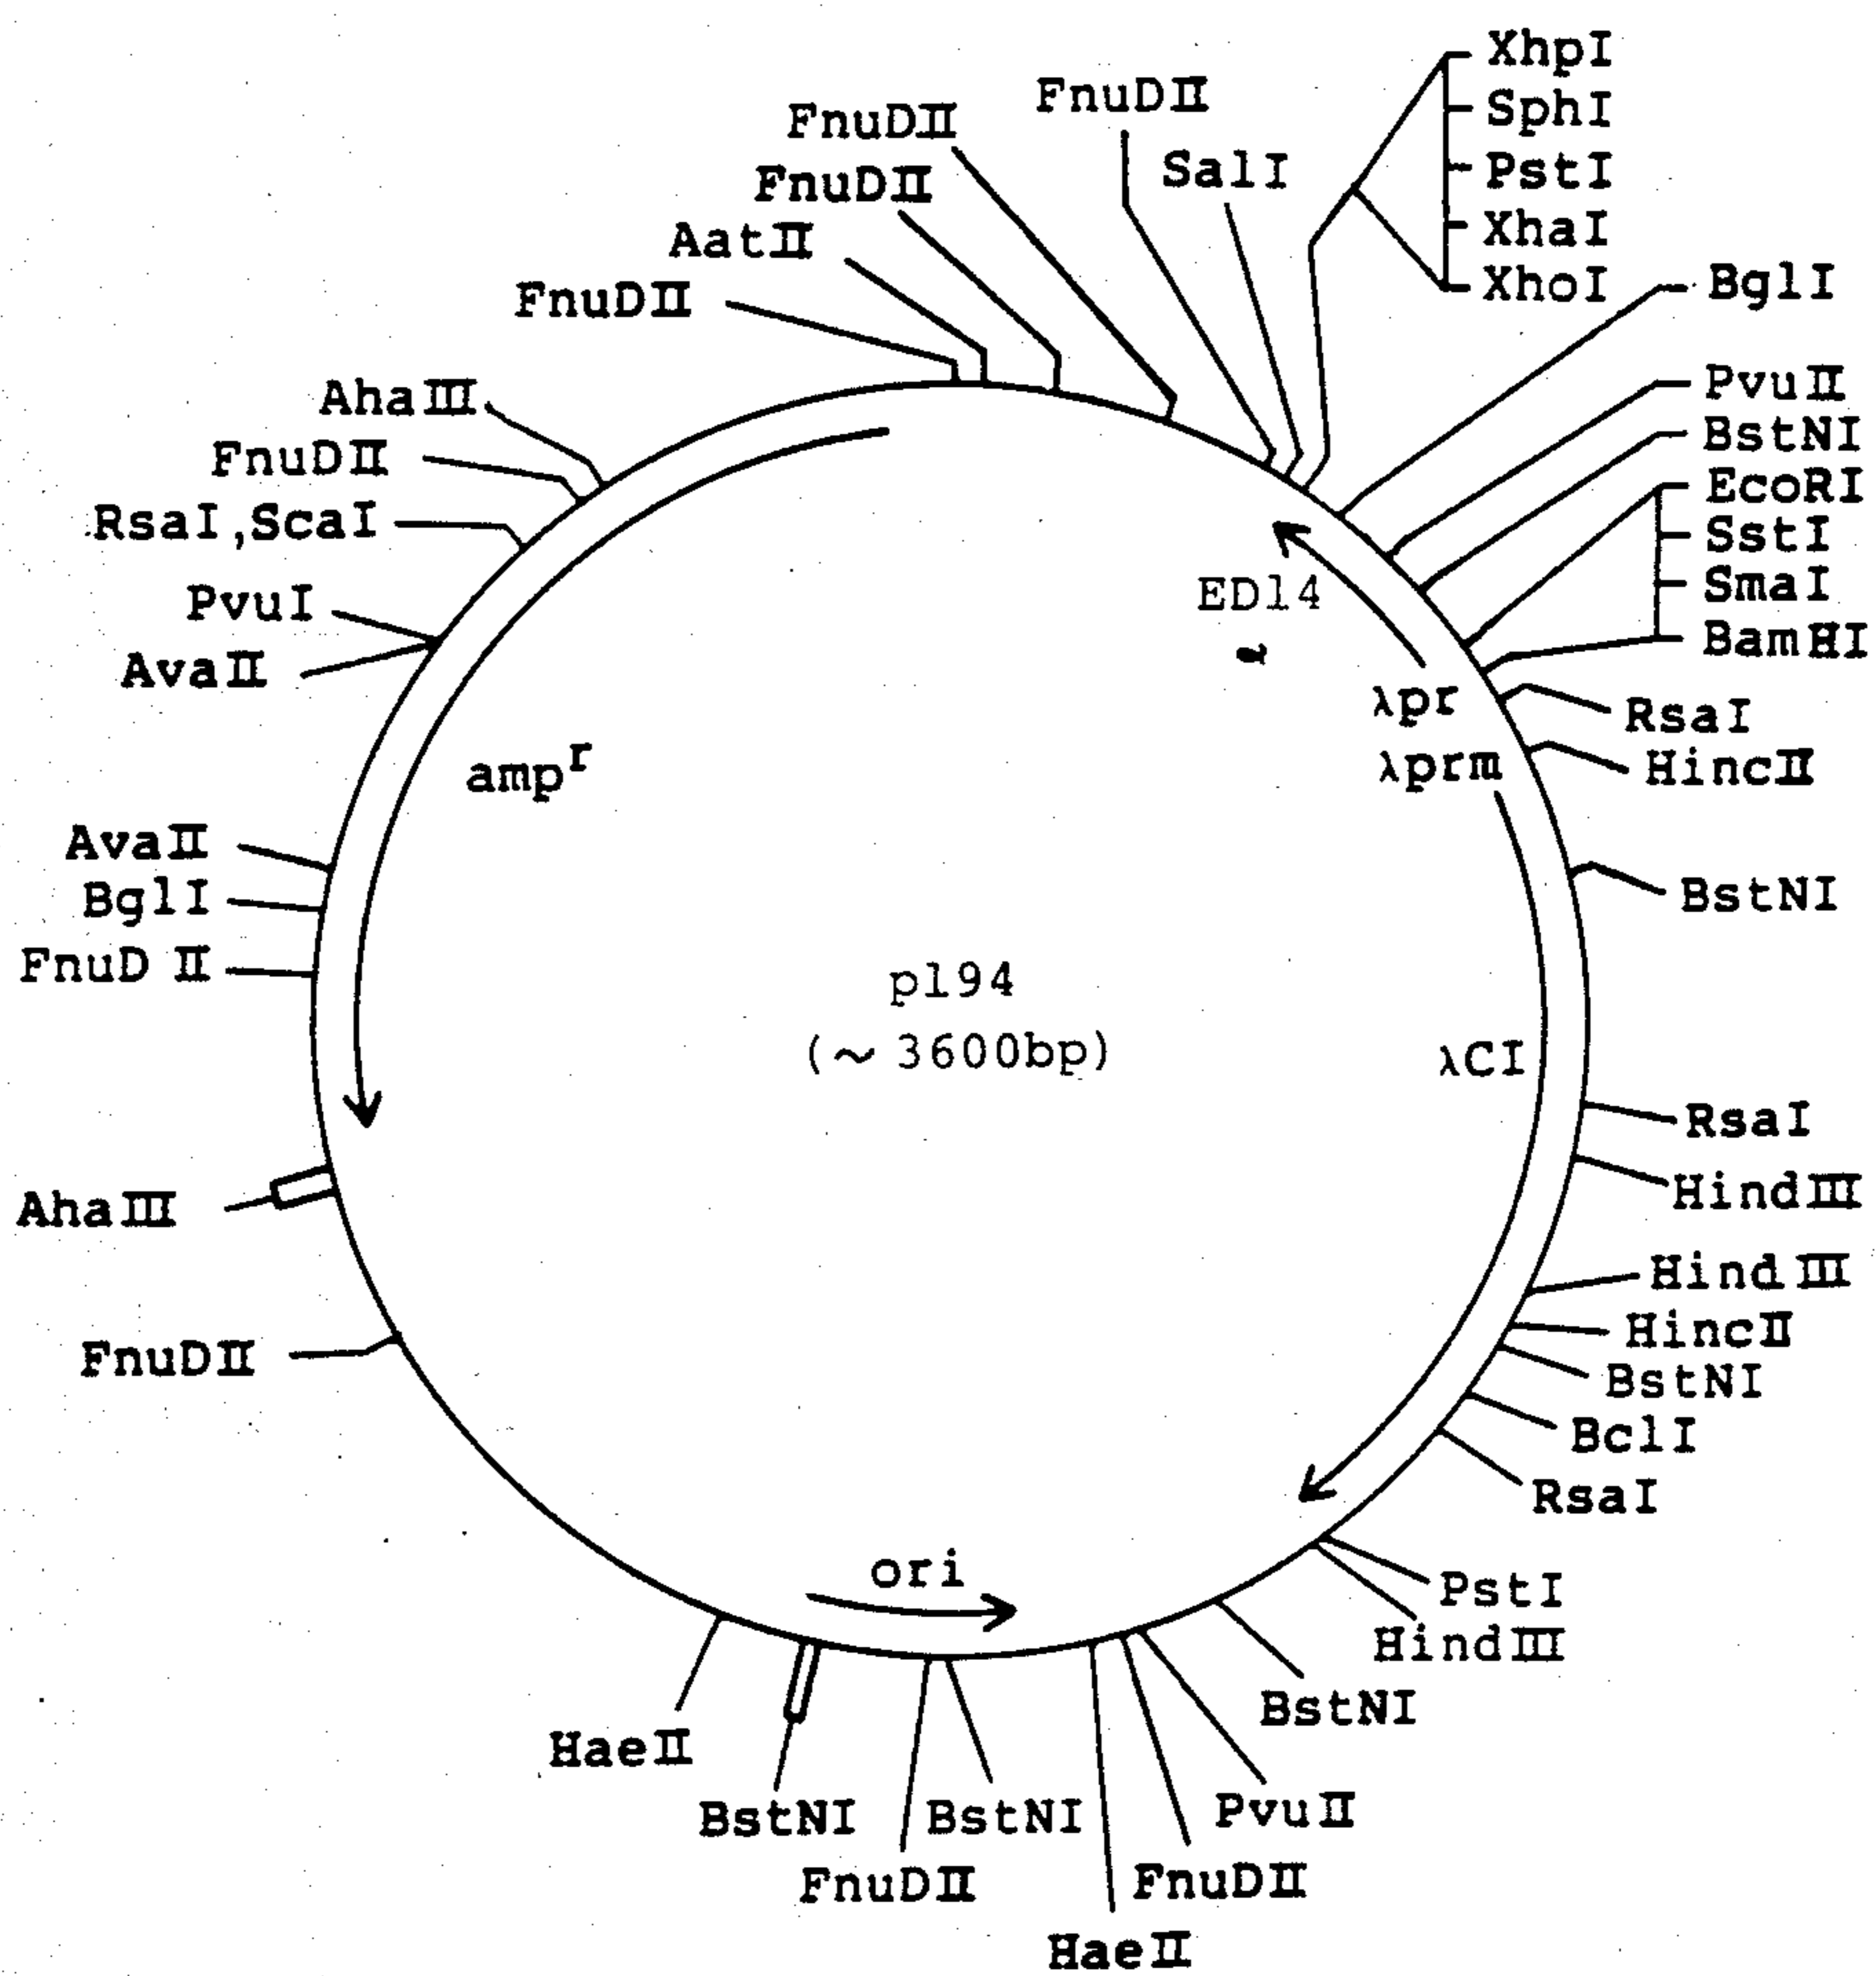 XhpI
SphI
PstI
XhaI
XhoI
FnuDII
FnuDII
FnuDII
SalI
AatII
FnuDII
BglI
PvuII
BstNI
EcoRI
SstI
SmaI
BamHI
RsaI
HincII
BstNI
RsaI
HindIII
HindIII
HincII
BstNI
BclI
RsaI
PstI
HindIII
BstNI
PvuII
FnuDII
HaeII
BstNI
FnuDII
BstNI
HaeII
FnuDII
AhaIII
FnuD II
BglI
AvaII
AvaII
PvuI
RsaI,ScaI
FnuDII
AhaIII
ampʳ
ED14
λpr
λprm
λCI
ori
p194
(~ 3600bp)